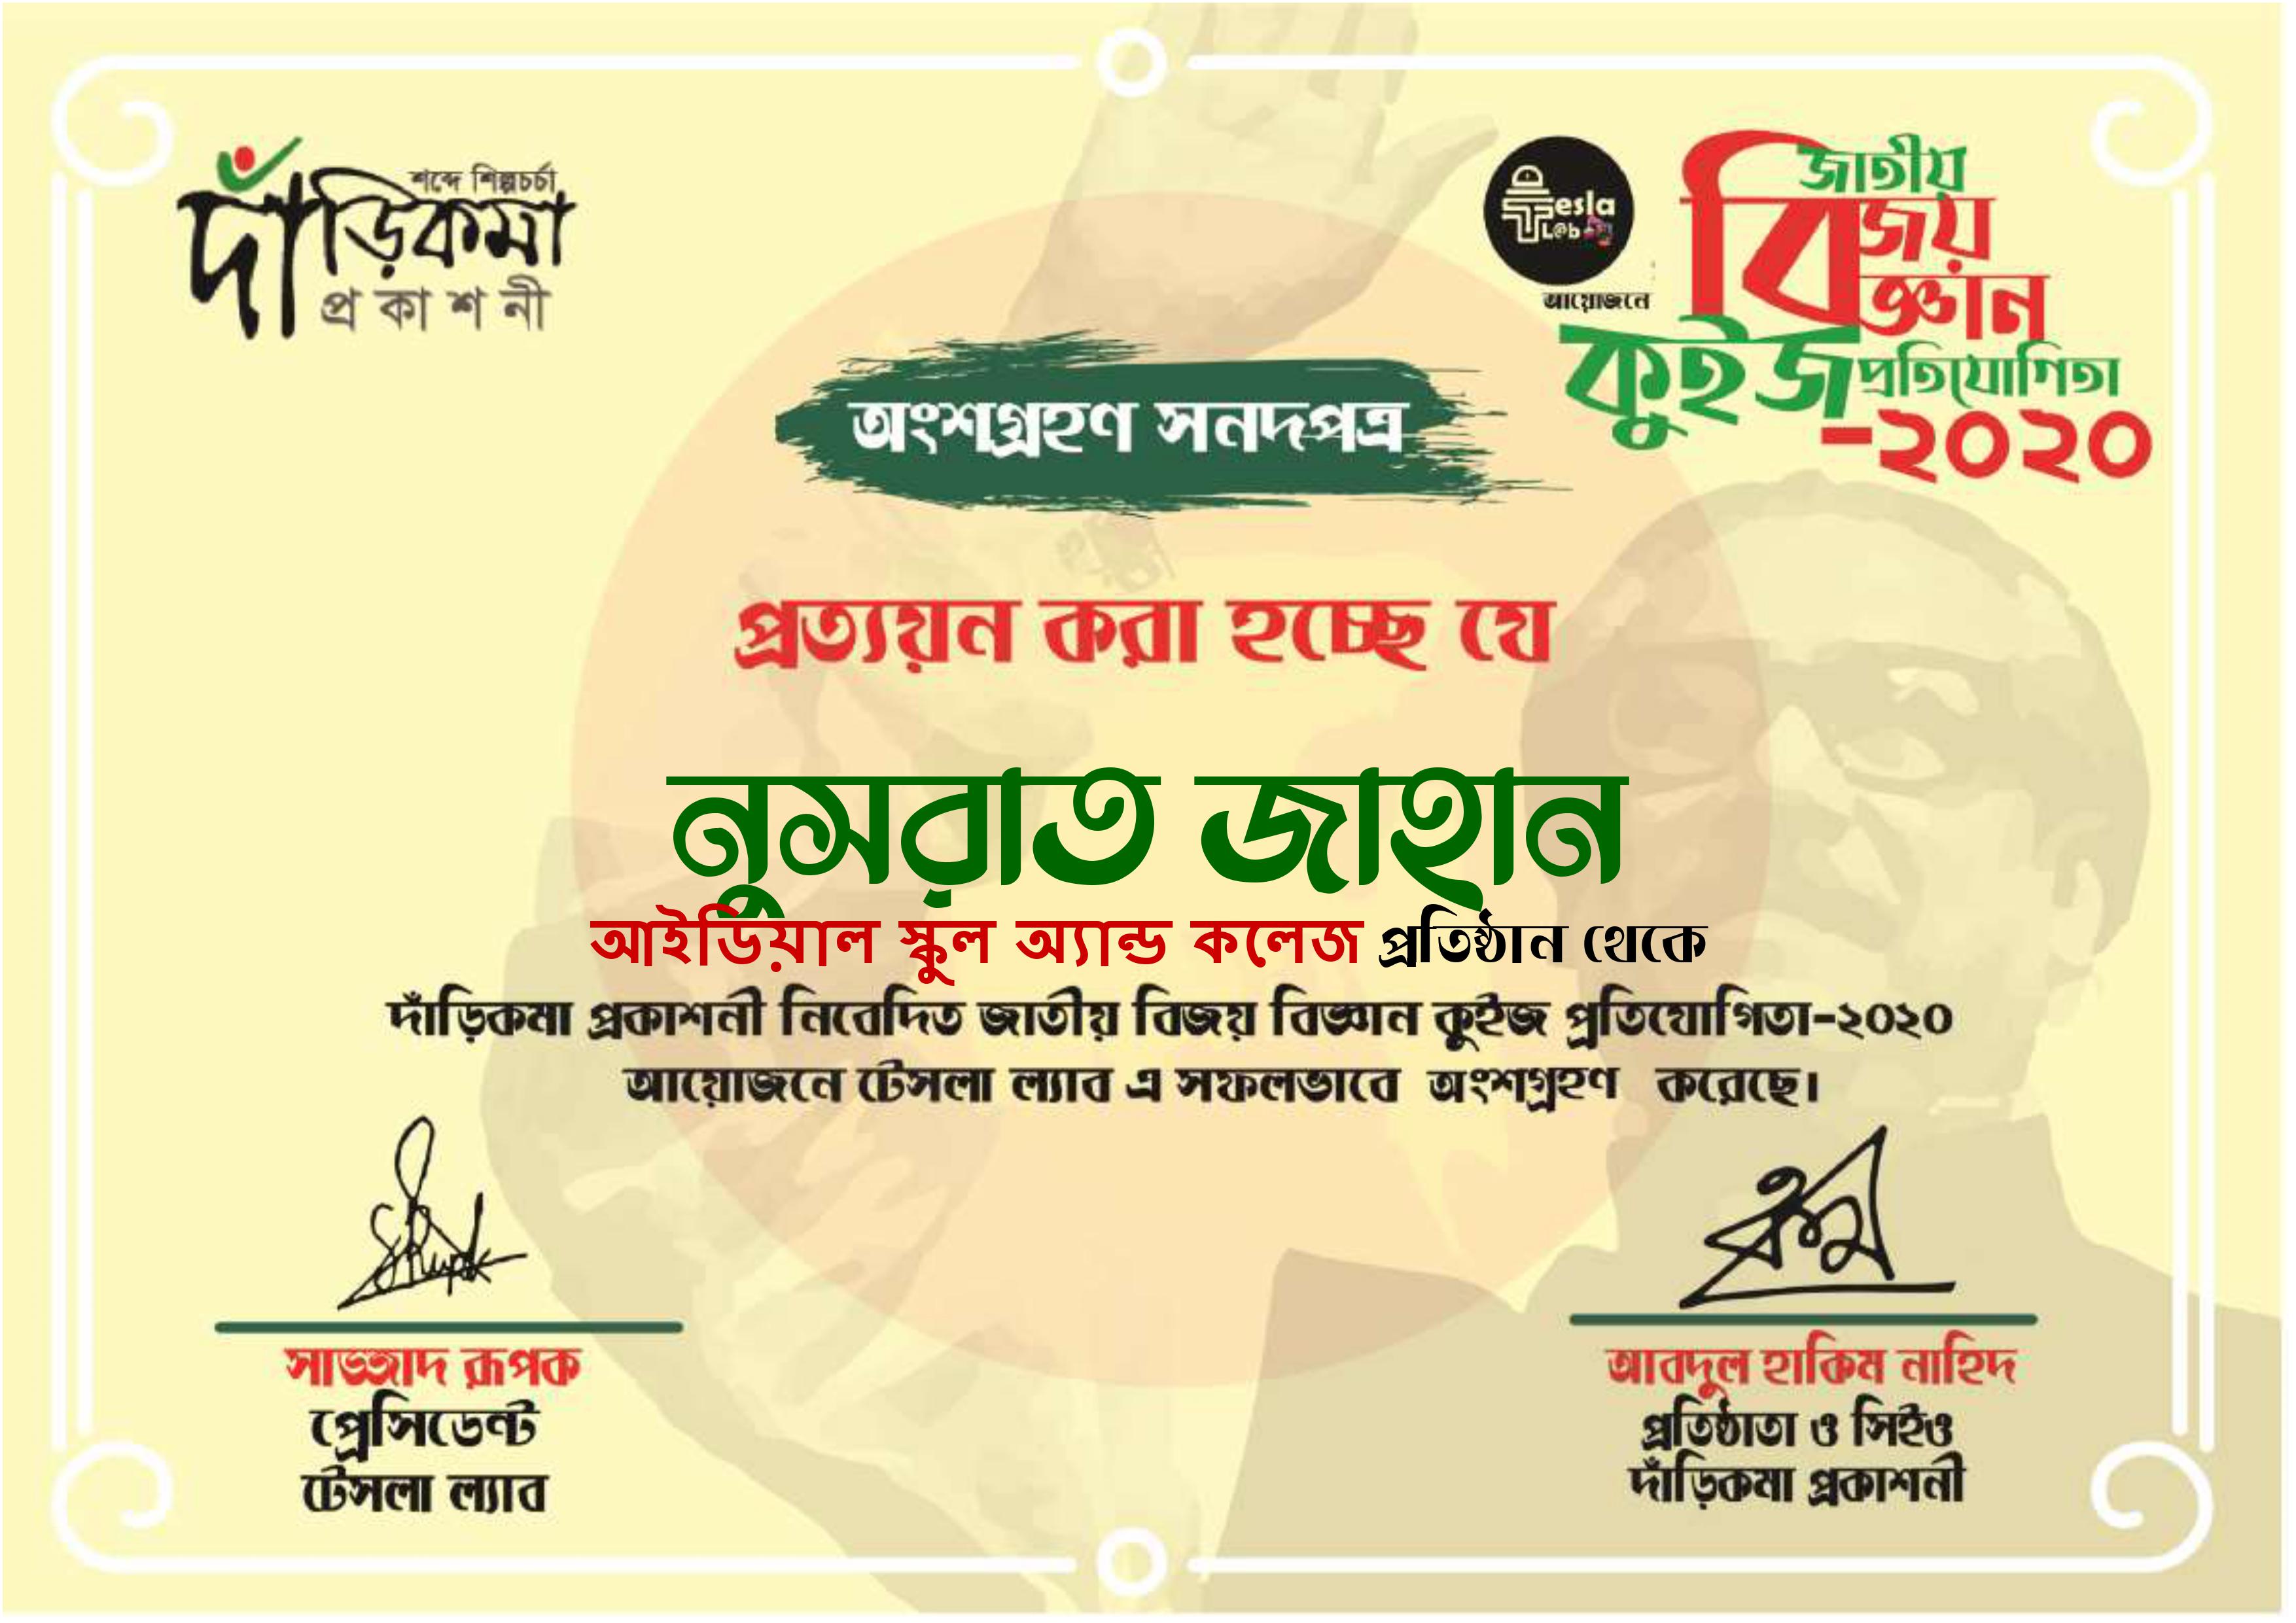 শব্দে শিল্পচর্চা
দাঁড়িকমা
প্রকাশনী
Tesla
L@b
আয়োজনে
জাতীয়
বিজয়
বিজ্ঞান
কুইজ প্রতিযোগিতা
-২০২০
অংশগ্রহণ সনদপত্র
প্রত্যয়ন করা হচ্ছে যে
নুসরাত জাহান
আইডিয়াল স্কুল অ্যান্ড কলেজ প্রতিষ্ঠান থেকে
দাঁড়িকমা প্রকাশনী নিবেদিত জাতীয় বিজয় বিজ্ঞান কুইজ প্রতিযোগিতা-২০২০
আয়োজনে টেসলা ল্যাব এ সফলভাবে অংশগ্রহণ করেছে।
সাজ্জাদ রূপক
প্রেসিডেন্ট
টেসলা ল্যাব
আবদুল হাকিম নাহিদ
প্রতিষ্ঠাতা ও সিইও
দাঁড়িকমা প্রকাশনী